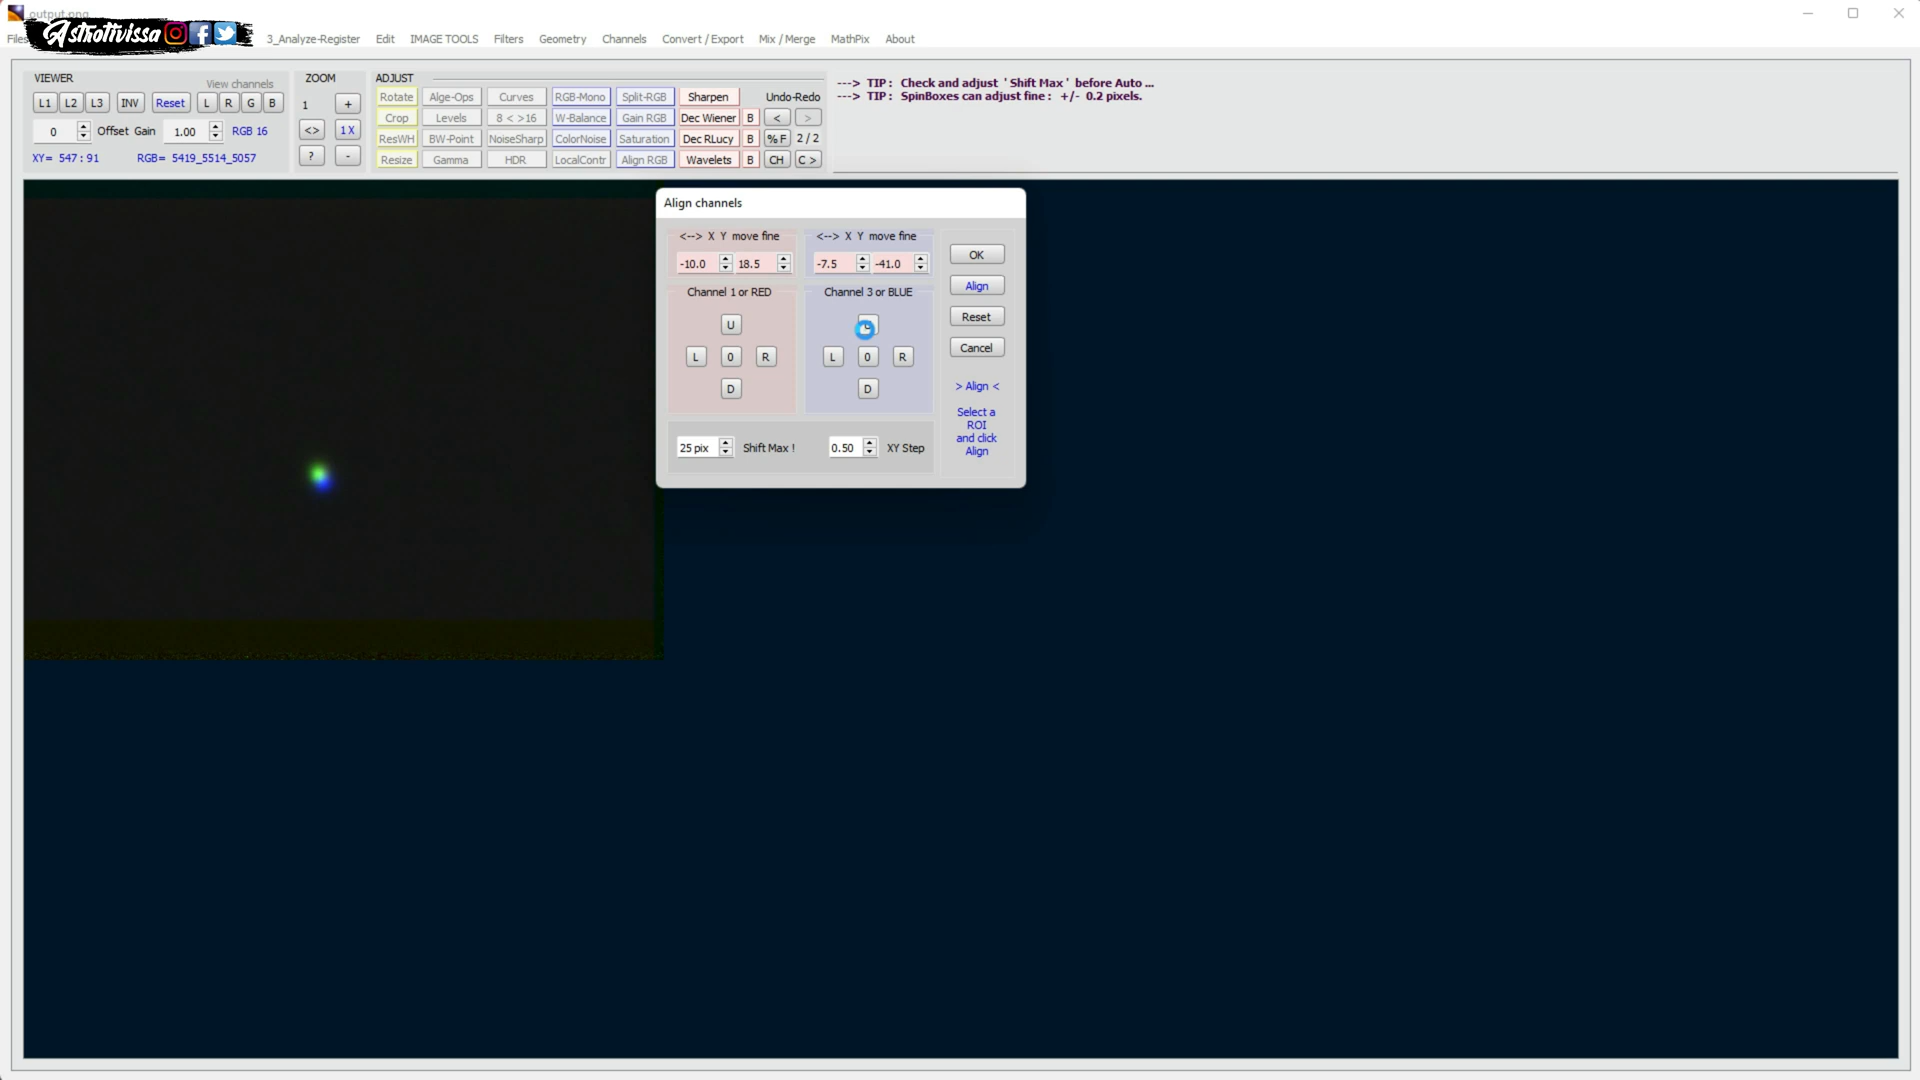 output.png
Files
Astrotivissa
3_Analyze-Register Edit IMAGE TOOLS Filters Geometry Channels Convert / Export Mix / Merge MathPix About
VIEWER
View channels
L1 L2 L3 INV Reset L R G B
0 Offset Gain 1.00 RGB 16
XY= 547 : 91 RGB= 5419_5514_5057
ZOOM
1 +
<> 1X
? -
ADJUST
Rotate Alge-Ops Curves RGB-Mono Split-RGB Sharpen Undo-Redo
Crop Levels 8 < >16 W-Balance Gain RGB Dec Wiener B < >
ResWH BW-Point NoiseSharp ColorNoise Saturation Dec RLucy B % F 2 / 2
Resize Gamma HDR LocalContr Align RGB Wavelets B CH C >
---> TIP : Check and adjust ' Shift Max ' before Auto ...
---> TIP : SpinBoxes can adjust fine : +/- 0.2 pixels.
Align channels
<--> X Y move fine <--> X Y move fine
-10.0 18.5 -7.5 -41.0
Channel 1 or RED Channel 3 or BLUE
U
L 0 R L 0 R
D D
25 pix Shift Max ! 0.50 XY Step
OK
Align
Reset
Cancel
> Align <
Select a
ROI
and click
Align